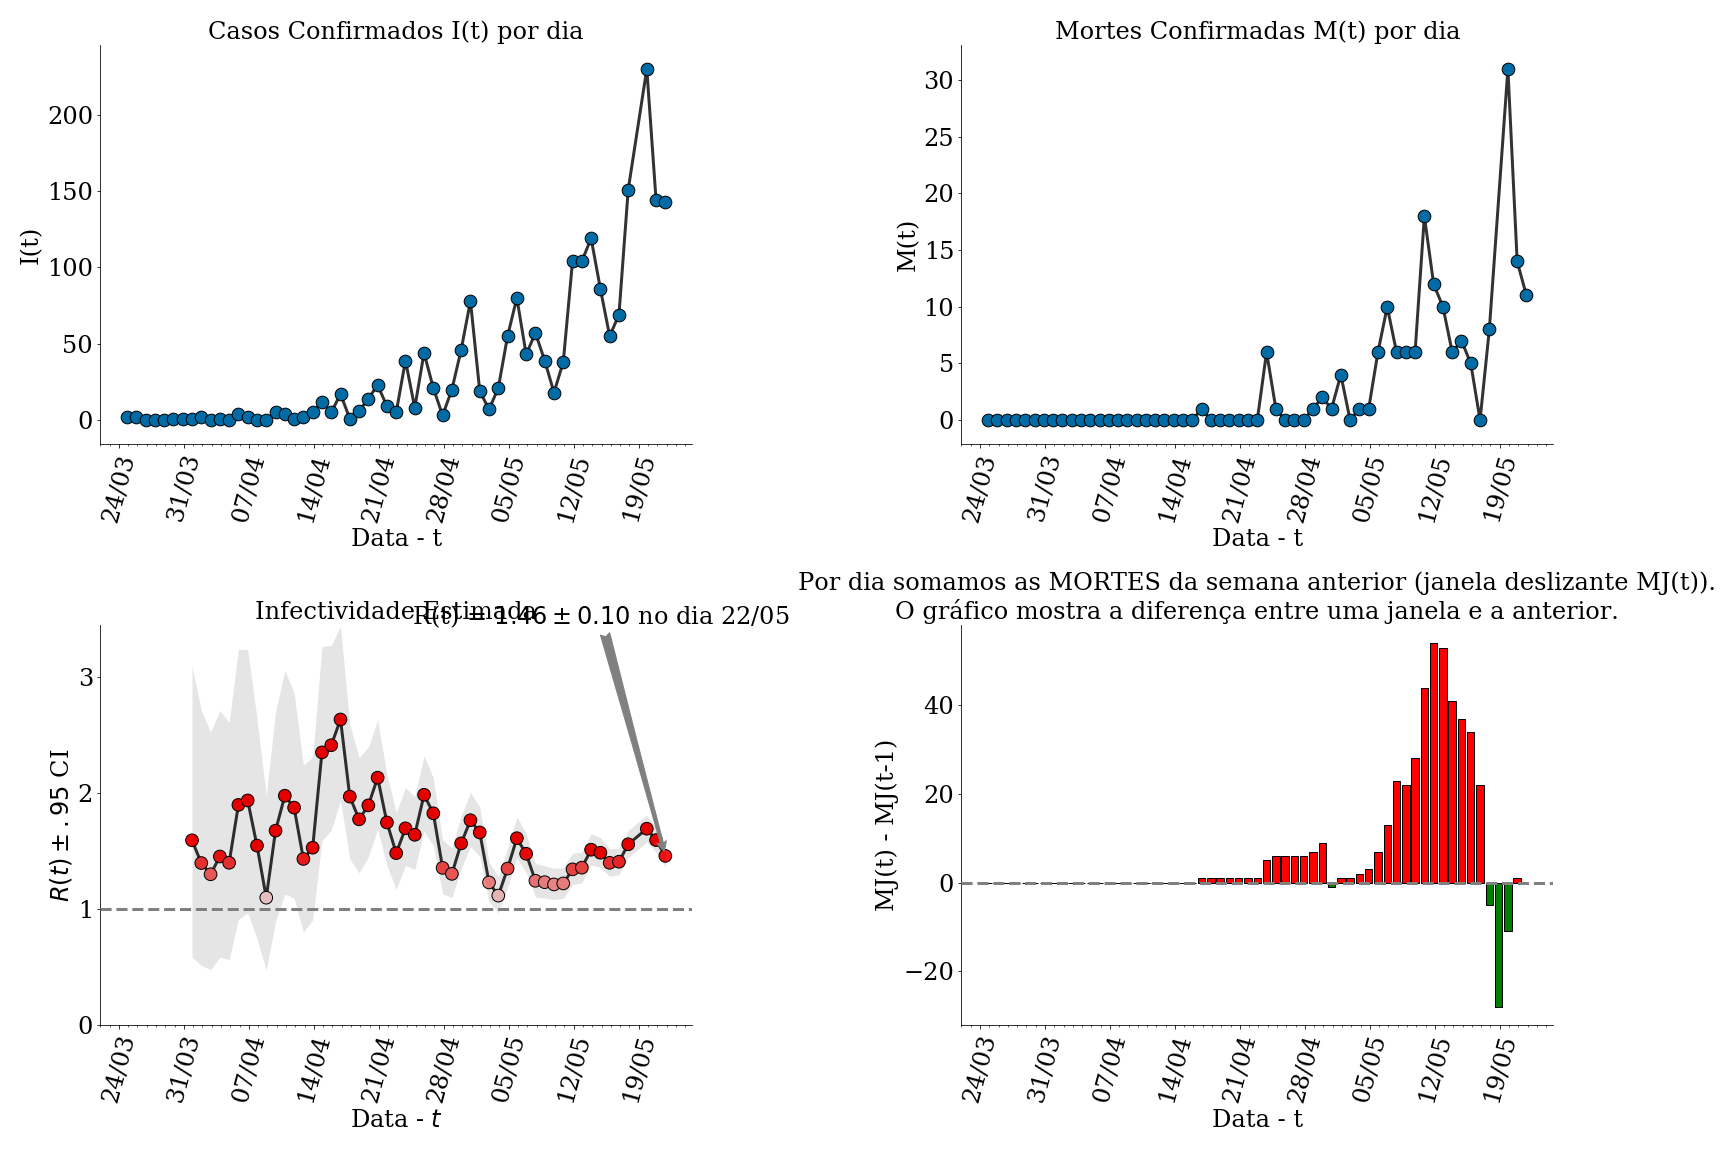 Casos Confirmados I(t) por dia
I(t)
200
150
100
50
0
24/03 31/03 07/04 14/04 21/04 28/04 05/05 12/05 19/05
Data - t
Mortes Confirmadas M(t) por dia
M(t)
30
25
20
15
10
5
0
24/03 31/03 07/04 14/04 21/04 28/04 05/05 12/05 19/05
Data - t
Infectividade Estimada
R(t) = 1.46 ± 0.10 no dia 22/05
R(t) ± .95 CI
3
2
1
0
24/03 31/03 07/04 14/04 21/04 28/04 05/05 12/05 19/05
Data - t
Por dia somamos as MORTES da semana anterior (janela deslizante MJ(t)).
O gráfico mostra a diferença entre uma janela e a anterior.
MJ(t) - MJ(t-1)
40
20
0
−20
24/03 31/03 07/04 14/04 21/04 28/04 05/05 12/05 19/05
Data - t